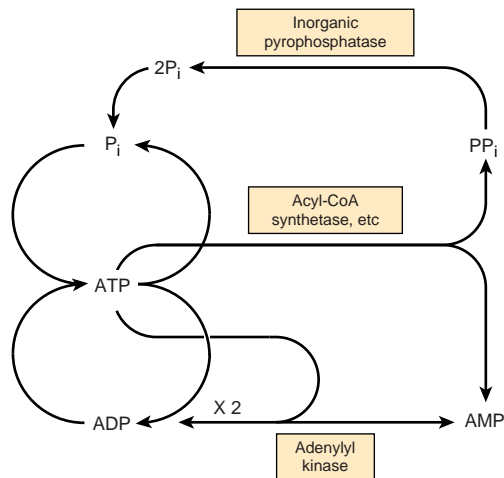 Inorganic
pyrophosphatase
2Pi
Pi
PPi
Acyl-CoA
synthetase, etc
ATP
X 2
ADP
AMP
Adenylyl
kinase